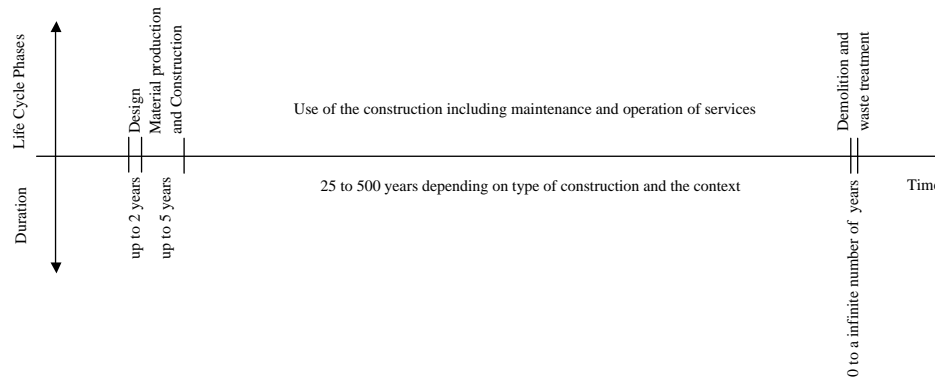 Life Cycle Phases
Design
Material production
and Construction
Use of the construction including maintenance and operation of services
Demolition and
waste treatment
Duration
up to 2 years
up to 5 years
25 to 500 years depending on type of construction and the context
0 to a infinite number of years
Time